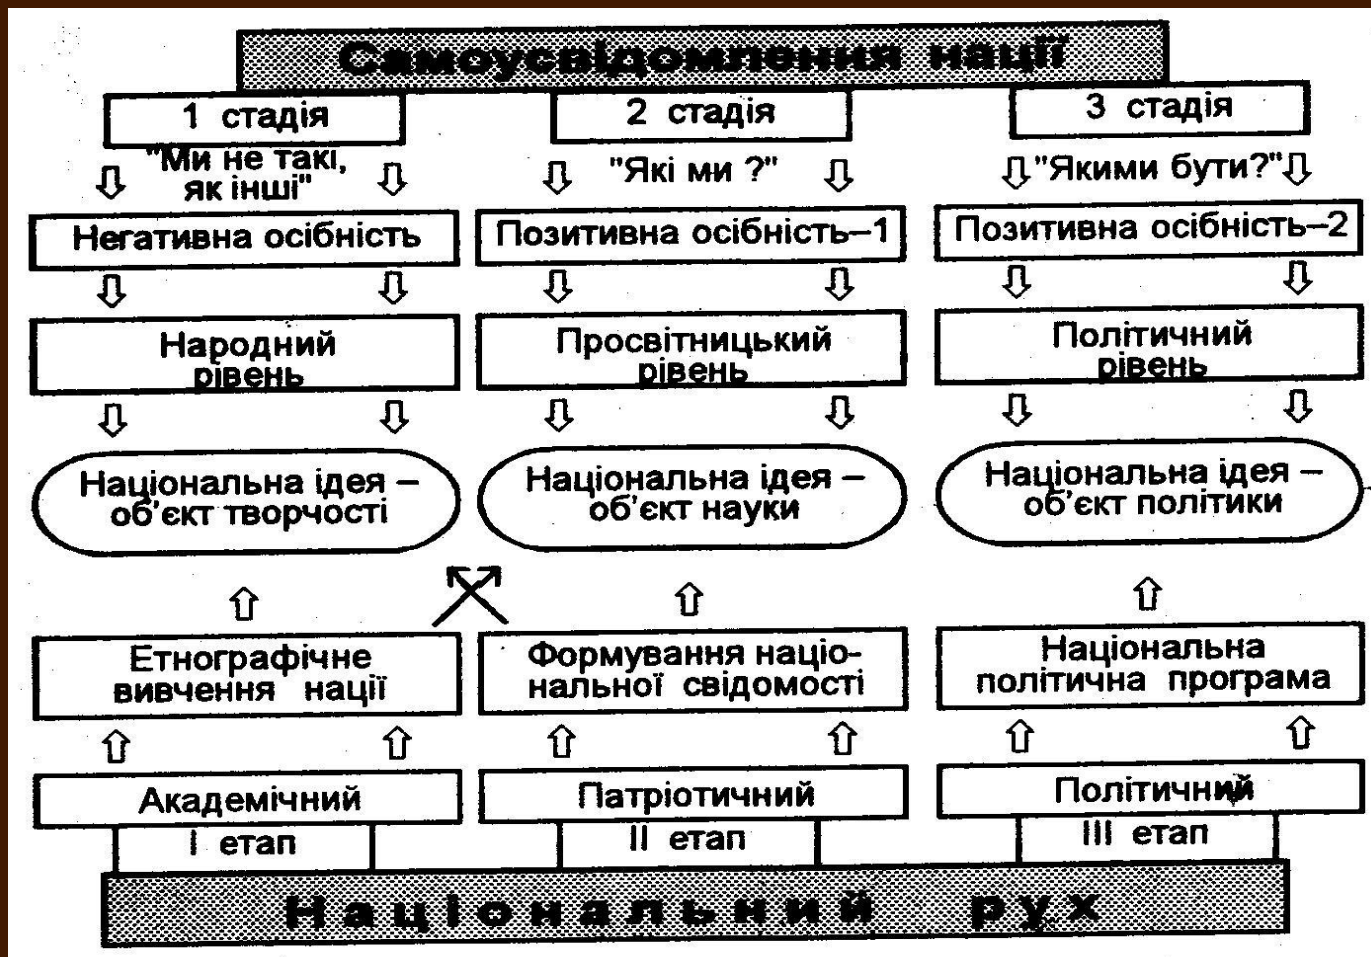 Самоусвідомлення нації
1 стадія
2 стадія
3 стадія
"Ми не такі,
як інші"
"Які ми ?"
"Якими бути?"
Негативна осібність
Позитивна осібність–1
Позитивна осібність–2
Народний
рівень
Просвітницький
рівень
Політичний
рівень
Національна ідея –
об'єкт творчості
Національна ідея –
об'єкт науки
Національна ідея –
об'єкт політики
Етнографічне
вивчення нації
Формування націо-
нальної свідомості
Національна
політична програма
Академічний
Патріотичний
Політичний
I етап
II етап
III етап
Національний рух